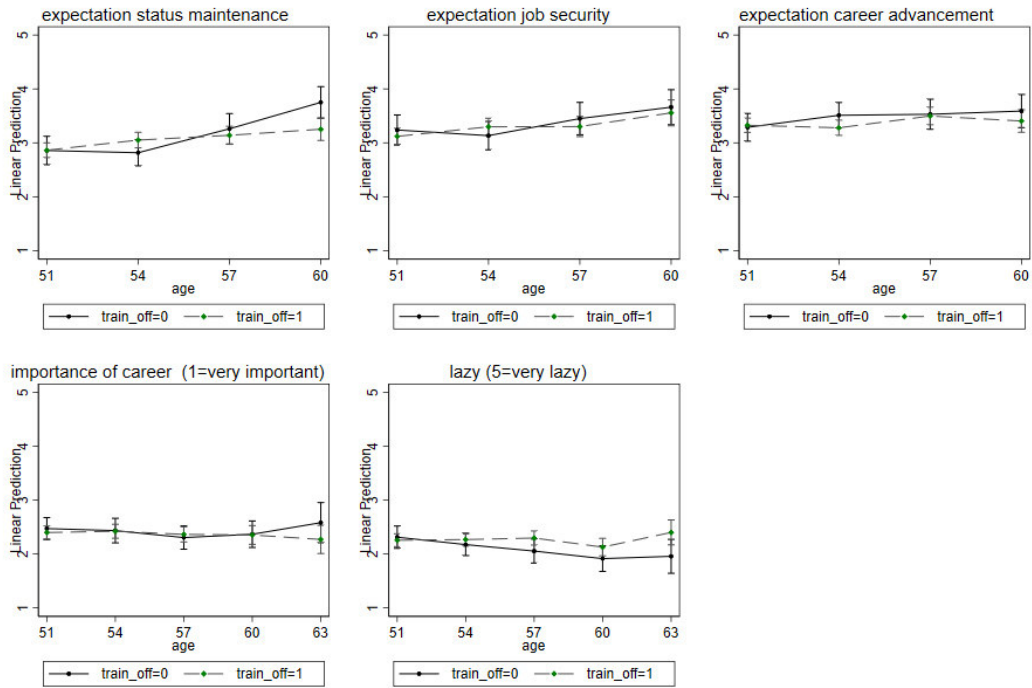 expectation status maintenance
5
4
3
2
1
Linear Prediction
51 54 57 60
age
train_off=0 train_off=1
expectation job security
5
4
3
2
1
Linear Prediction
51 54 57 60
age
train_off=0 train_off=1
expectation career advancement
5
4
3
2
1
Linear Prediction
51 54 57 60
age
train_off=0 train_off=1
importance of career (1=very important)
5
4
3
2
1
Linear Prediction
51 54 57 60 63
age
train_off=0 train_off=1
lazy (5=very lazy)
5
4
3
2
1
Linear Prediction
51 54 57 60 63
age
train_off=0 train_off=1